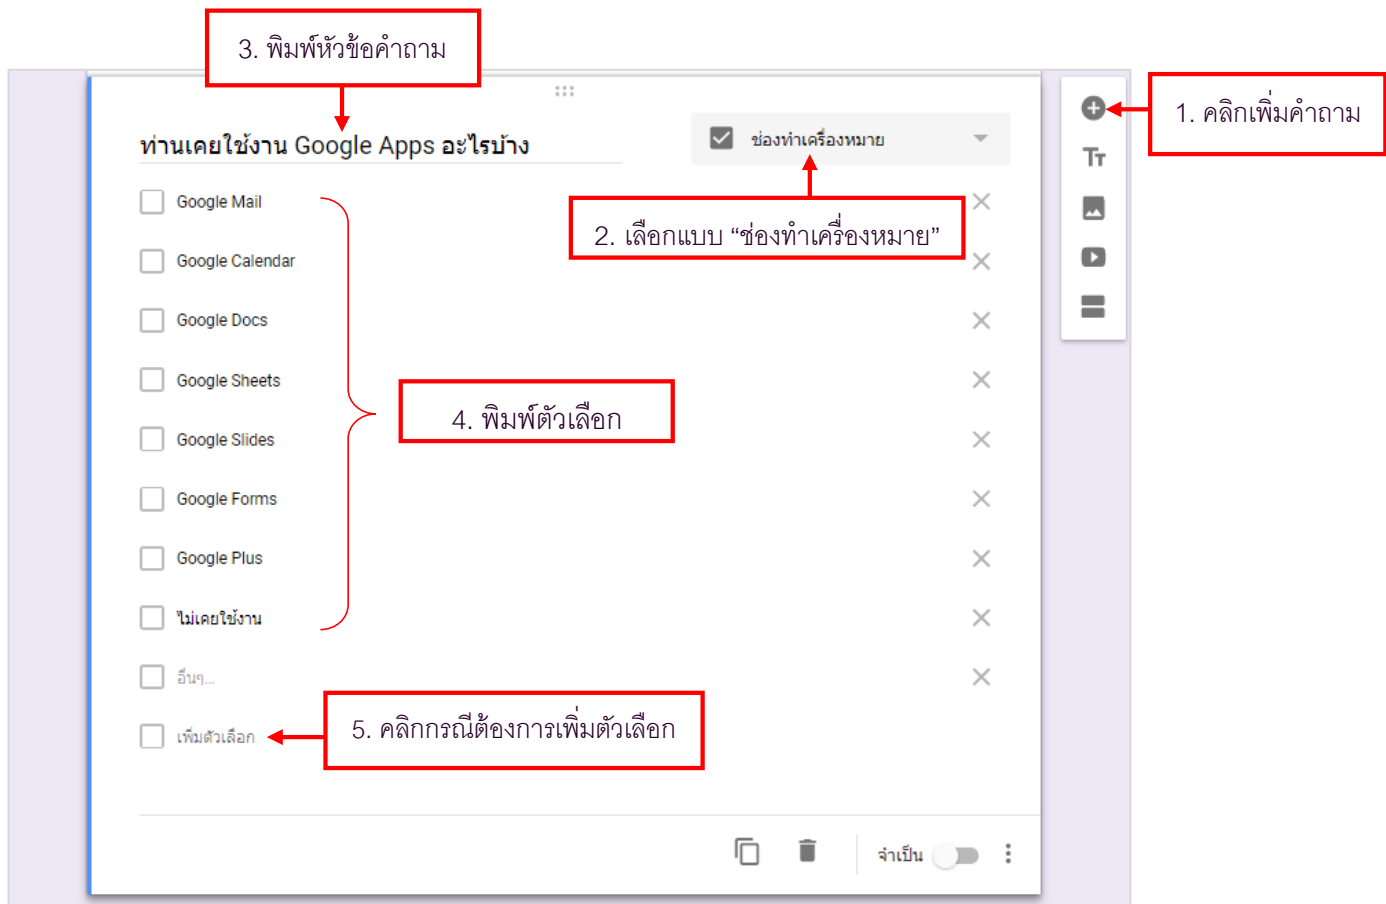 3. พิมพ์หัวข้อคำถาม
1. คลิกเพิ่มคำถาม
ท่านเคยใช้งาน Google Apps อะไรบ้าง
ช่องทำเครื่องหมาย
Tт
2. เลือกแบบ “ช่องทำเครื่องหมาย”
Google Mail
Google Calendar
Google Docs
Google Sheets
4. พิมพ์ตัวเลือก
Google Slides
Google Forms
Google Plus
ไม่เคยใช้งาน
อื่นๆ...
เพิ่มตัวเลือก
5. คลิกกรณีต้องการเพิ่มตัวเลือก
จำเป็น